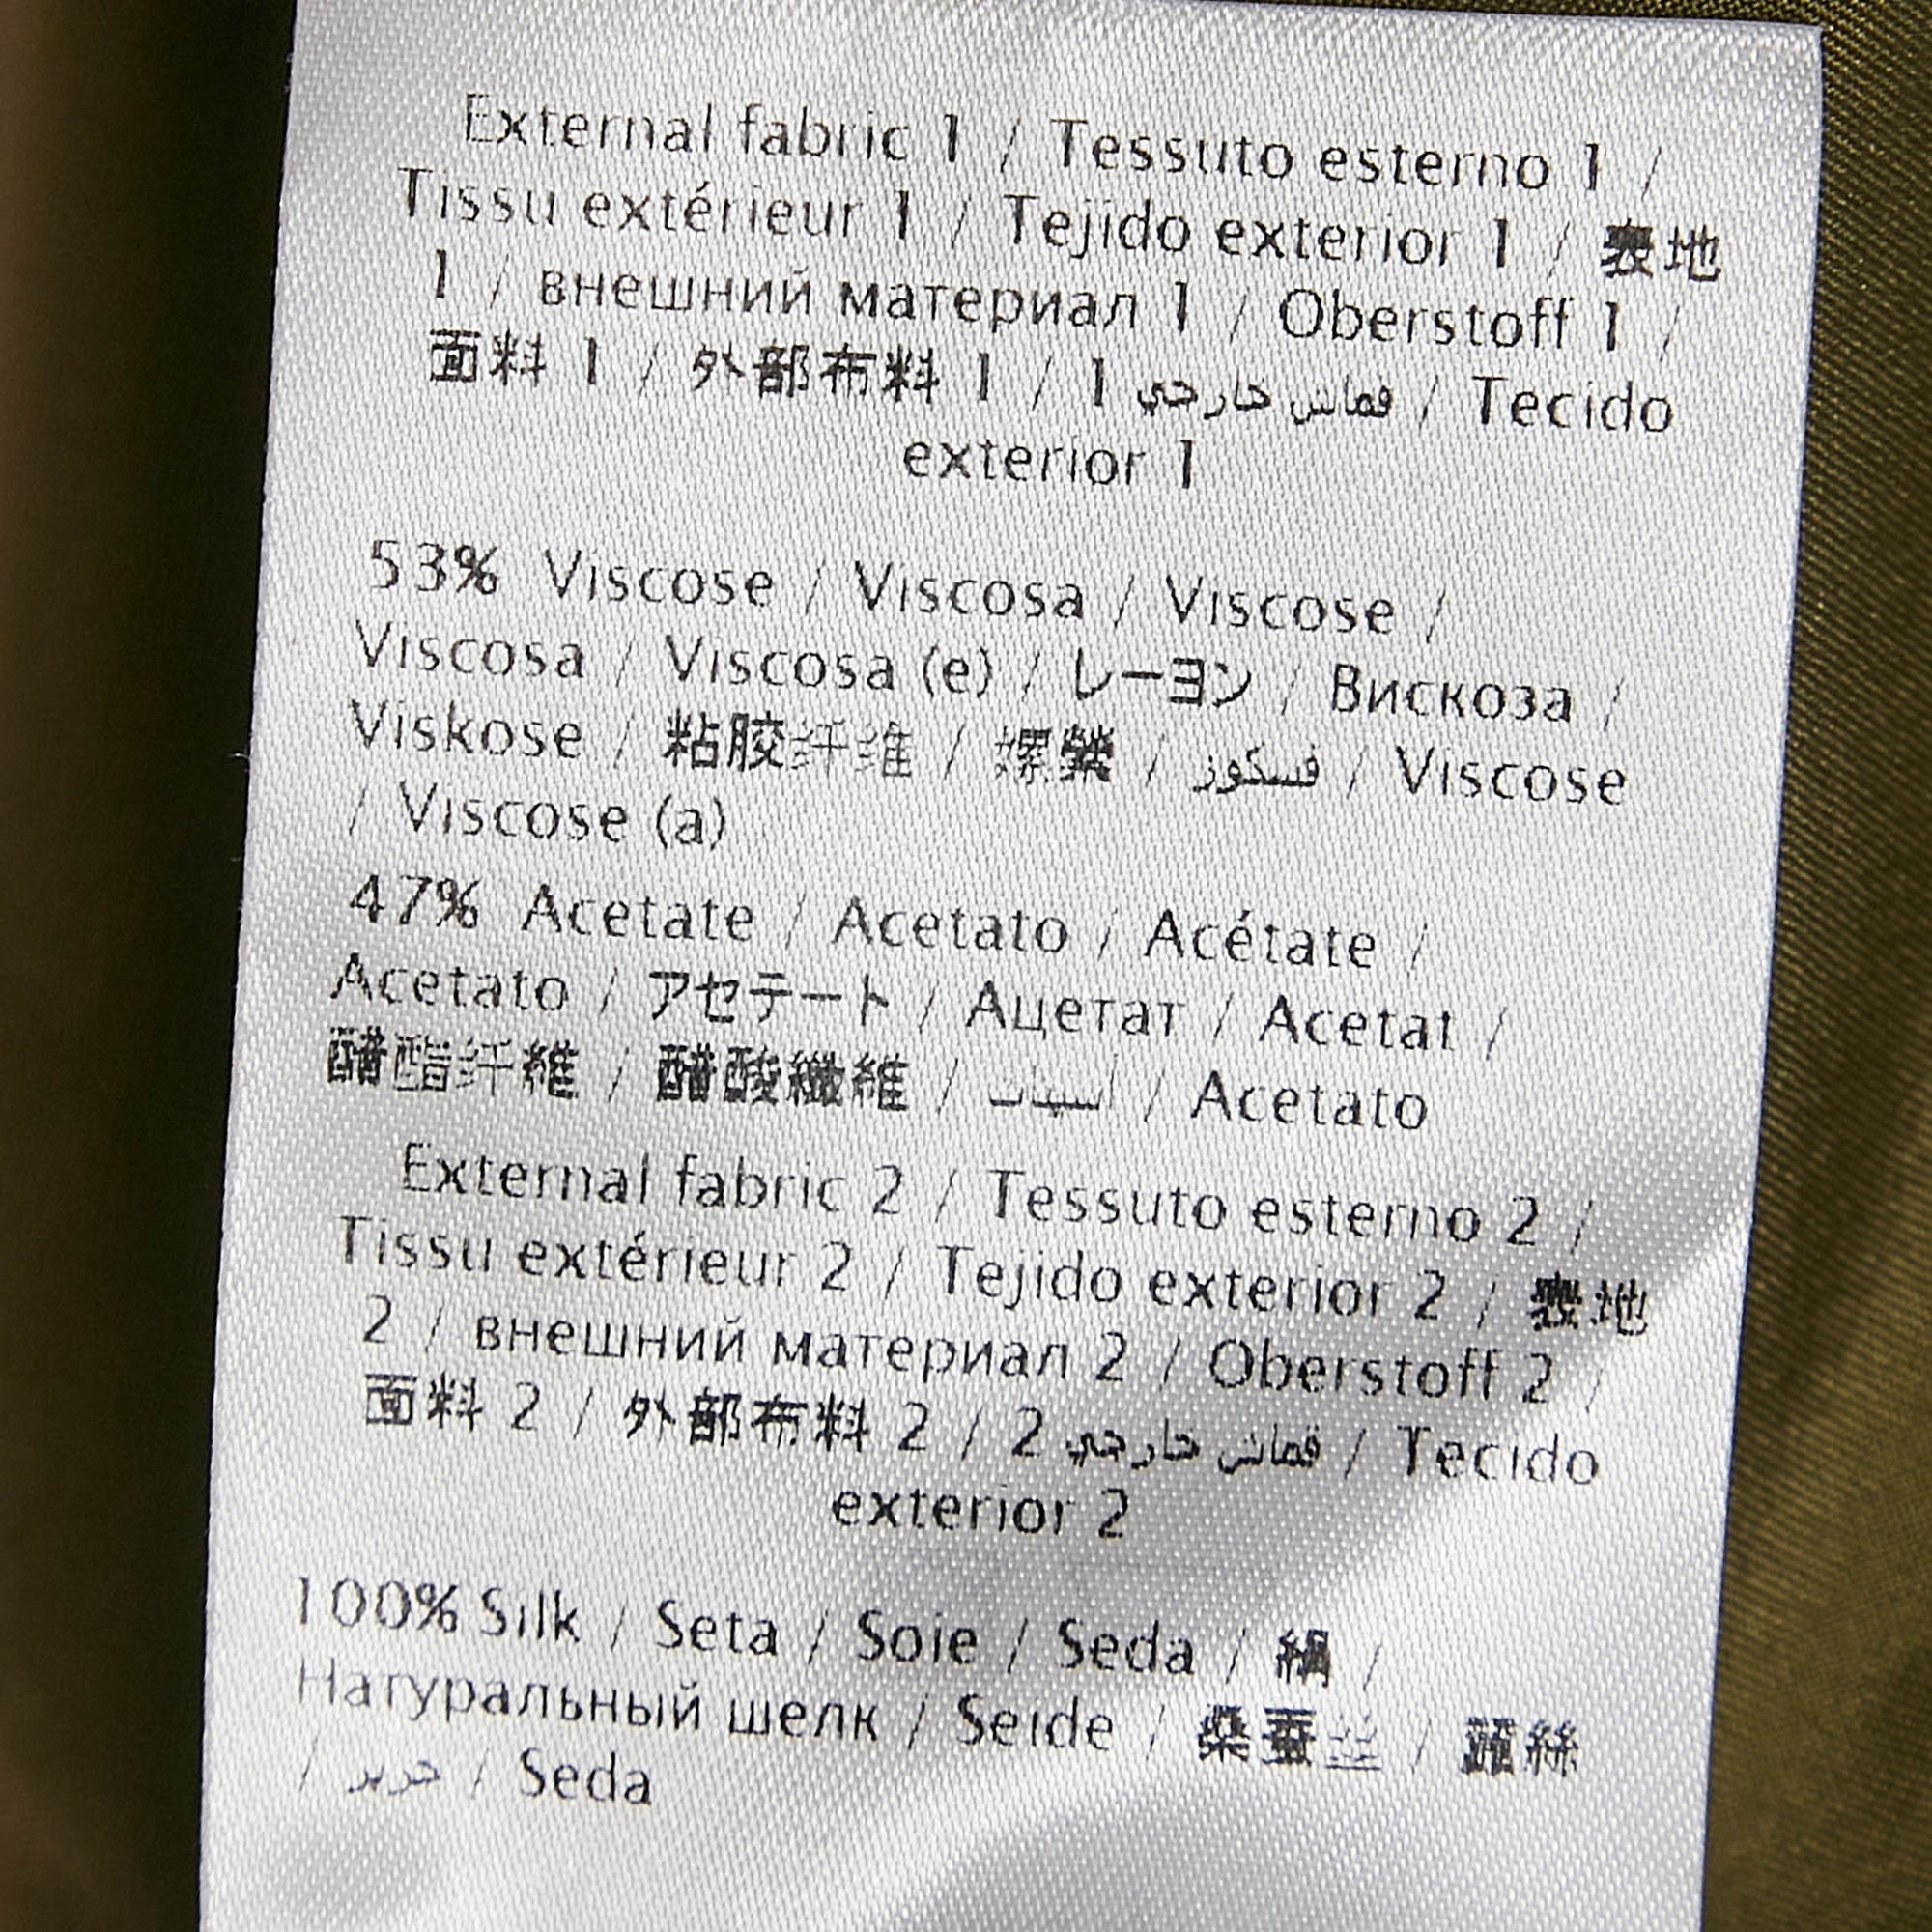 External fabric 1 / Tessuto esterno 1 /
Tissu extérieur 1 / Tejido exterior 1 / 表地
1 / внешний материал 1 / Oberstoff 1 /
面料 1 / 外部布料 1 / 1 قماش خارجي / Tecido
exterior 1
53% Viscose / Viscosa / Viscose /
Viscosa / Viscosa (e) / レーヨン / Вискоза /
Viskose / 粘胶纤维 / 嫘縈 / فسكوز / Viscose
/ Viscose (a)
47% Acetate / Acetato / Acétate /
Acetato / アセテート / Ацетат / Acetat /
醋酯纤維 / 醋酸纖維 / أسيتات / Acetato
External fabric 2 / Tessuto esterno 2 /
Tissu extérieur 2 / Tejido exterior 2 / 表地
2 / внешний материал 2 / Oberstoff 2 /
面料 2 / 外部布料 2 / 2 قماش خارجي / Tecido
exterior 2
100% Silk / Seta / Soie / Seda / 絹 /
Натуральный шелк / Seide / 桑蚕丝 / 蠶絲
/ حرير / Seda